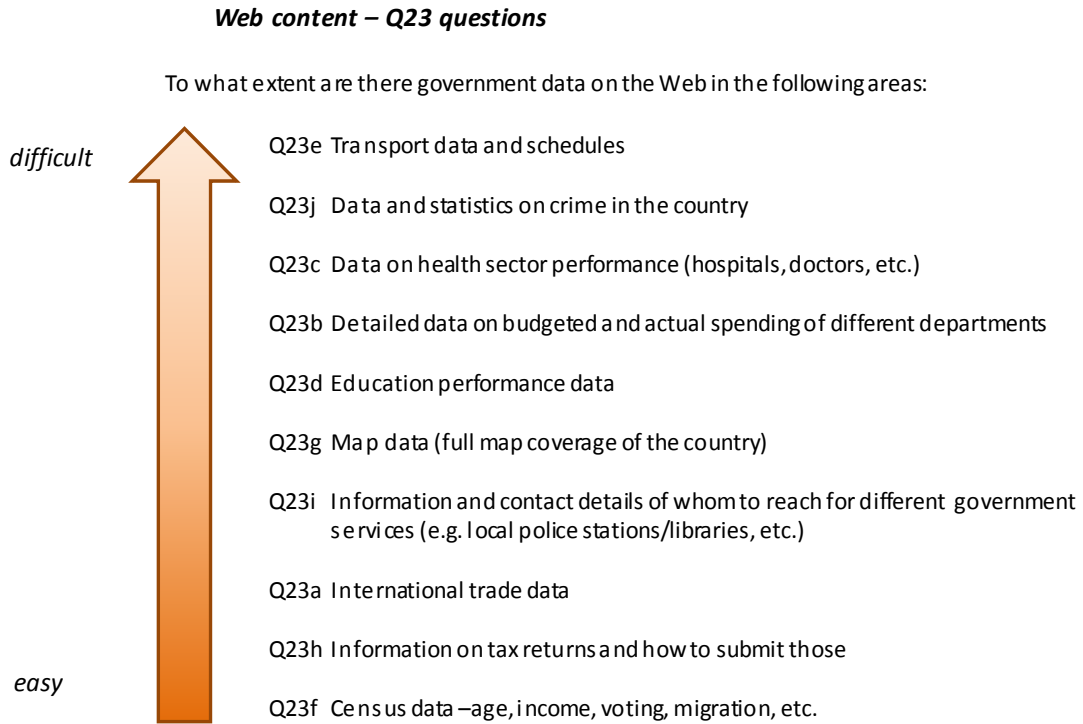 Web content – Q23 questions
To what extent are there government data on the Web in the following areas:
difficult
Q23e Transport data and schedules
Q23j Data and statistics on crime in the country
Q23c Data on health sector performance (hospitals, doctors, etc.)
Q23b Detailed data on budgeted and actual spending of different departments
Q23d Education performance data
Q23g Map data (full map coverage of the country)
Q23i Information and contact details of whom to reach for different government
services (e.g. local police stations/libraries, etc.)
Q23a International trade data
Q23h Information on tax returns and how to submit those
easy
Q23f Census data –age, income, voting, migration, etc.